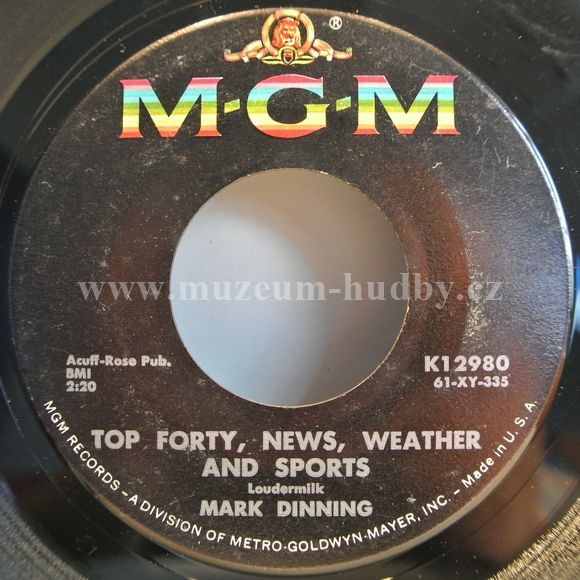 ®
M-G-M
www.muzeum-hudby.cz
Acuff-Rose Pub.
BMI
2:20
K12980
61-XY-335
TOP FORTY, NEWS, WEATHER
AND SPORTS
Loudermilk
MARK DINNING
MGM RECORDS – A DIVISION OF METRO-GOLDWYN-MAYER, INC. – Made in U.S.A.